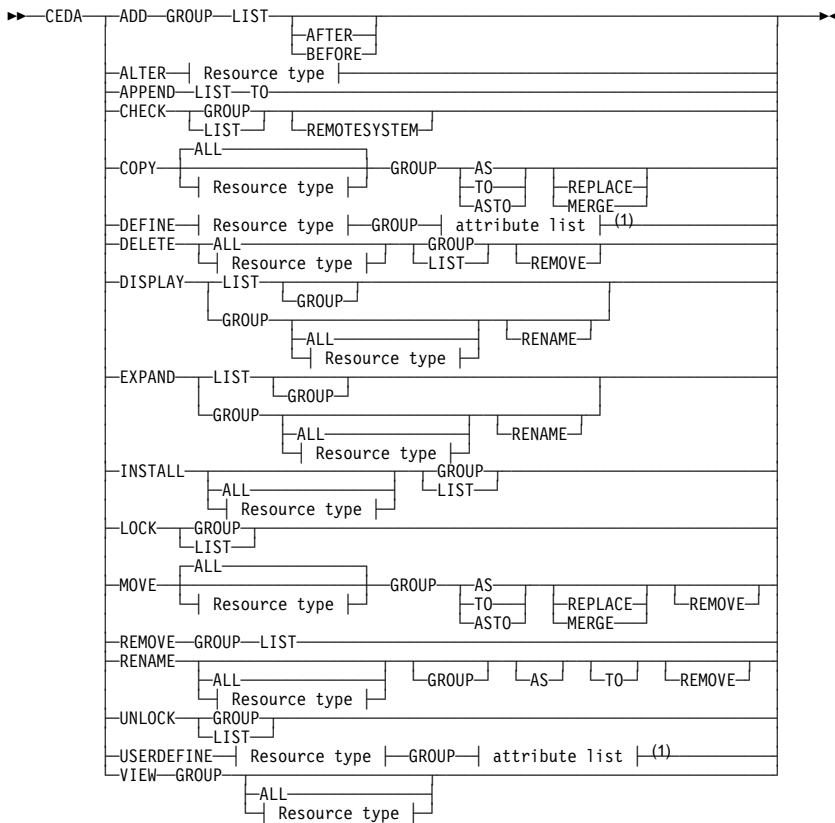 CEDA ADD GROUP LIST
AFTER
BEFORE
ALTER Resource type
APPEND LIST TO
CHECK GROUP
LIST REMOTESYSTEM
ALL
COPY GROUP AS
Resource type TO REPLACE
ASTO MERGE
DEFINE Resource type GROUP attribute list (1)
DELETE ALL GROUP
Resource type LIST REMOVE
DISPLAY LIST
GROUP
GROUP
ALL RENAME
Resource type
EXPAND LIST
GROUP
GROUP
ALL RENAME
Resource type
INSTALL GROUP
ALL LIST
Resource type
LOCK GROUP
LIST
ALL
MOVE GROUP AS
Resource type TO REPLACE REMOVE
ASTO MERGE
REMOVE GROUP LIST
RENAME
ALL GROUP AS TO REMOVE
Resource type
UNLOCK GROUP
LIST
USERDEFINE Resource type GROUP attribute list (1)
VIEW GROUP
ALL
Resource type